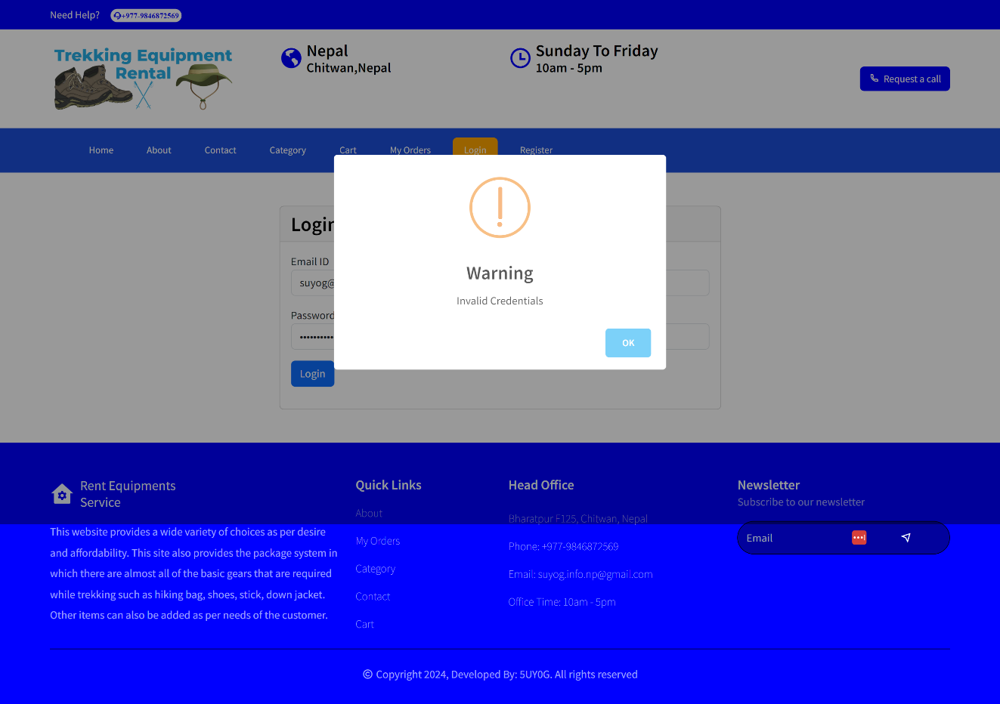 Need Help?
+977-9846872569
Trekking Equipment
Rental
Nepal
Chitwan,Nepal
Sunday To Friday
10am - 5pm
Request a call
Home
About
Contact
Category
Cart
My Orders
Login
Register
Login
Email ID
suyog@
Password
Login
Warning
Invalid Credentials
OK
Rent Equipments
Service
This website provides a wide variety of choices as per desire
and affordability. This site also provides the package system in
which there are almost all of the basic gears that are required
while trekking such as hiking bag, shoes, stick, down jacket.
Other items can also be added as per needs of the customer.
Quick Links
About
My Orders
Category
Contact
Cart
Head Office
Bharatpur F125, Chitwan, Nepal
Phone: +977-9846872569
Email: suyog.info.np@gmail.com
Office Time: 10am - 5pm
Newsletter
Subscribe to our newsletter
Email
© Copyright 2024, Developed By: 5UY0G. All rights reserved